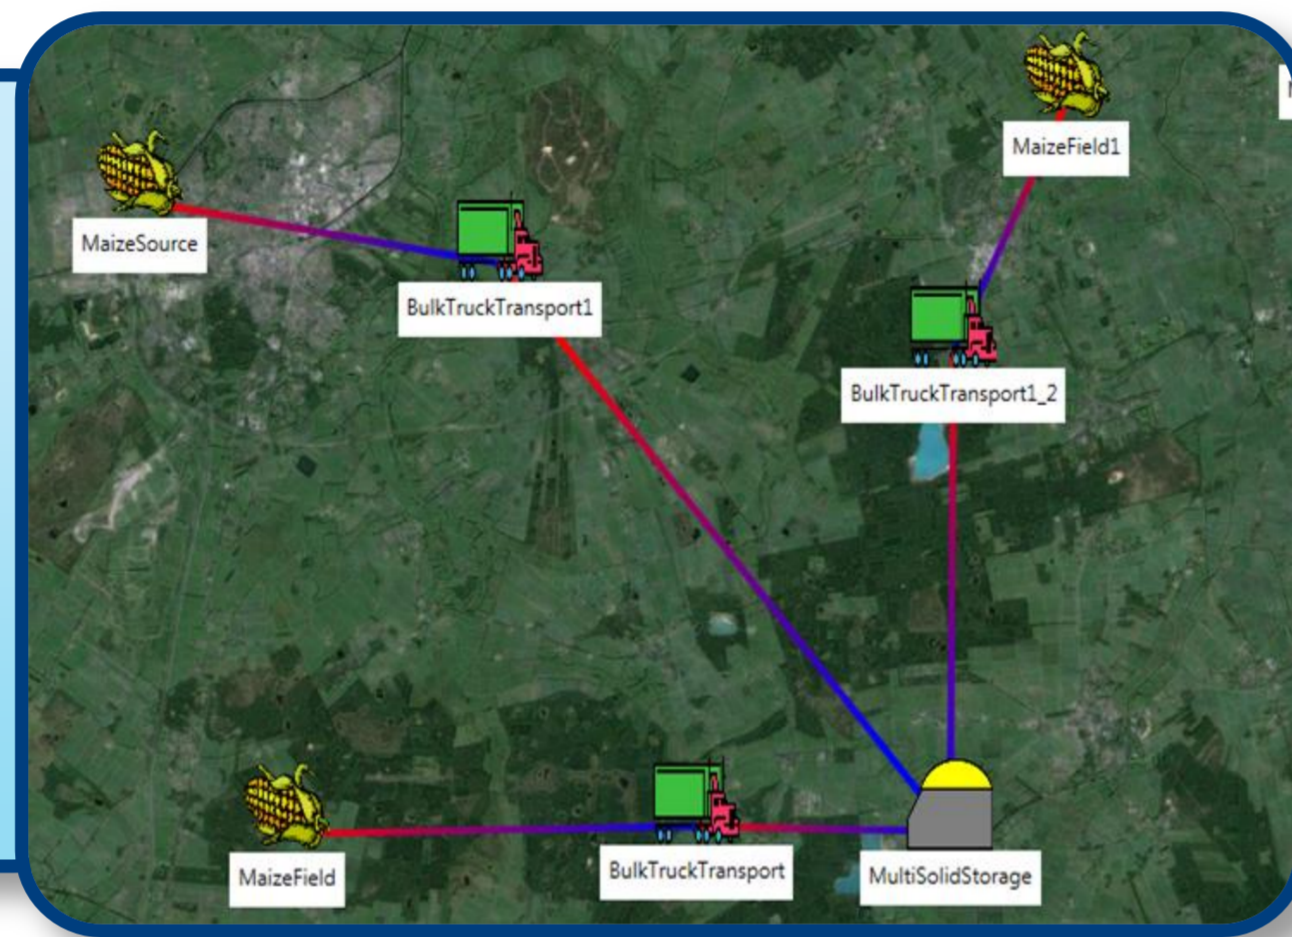 MaizeField1
MaizeSource
BulkTruckTransport1
BulkTruckTransport1_2
MaizeField
BulkTruckTransport
MultiSolidStorage